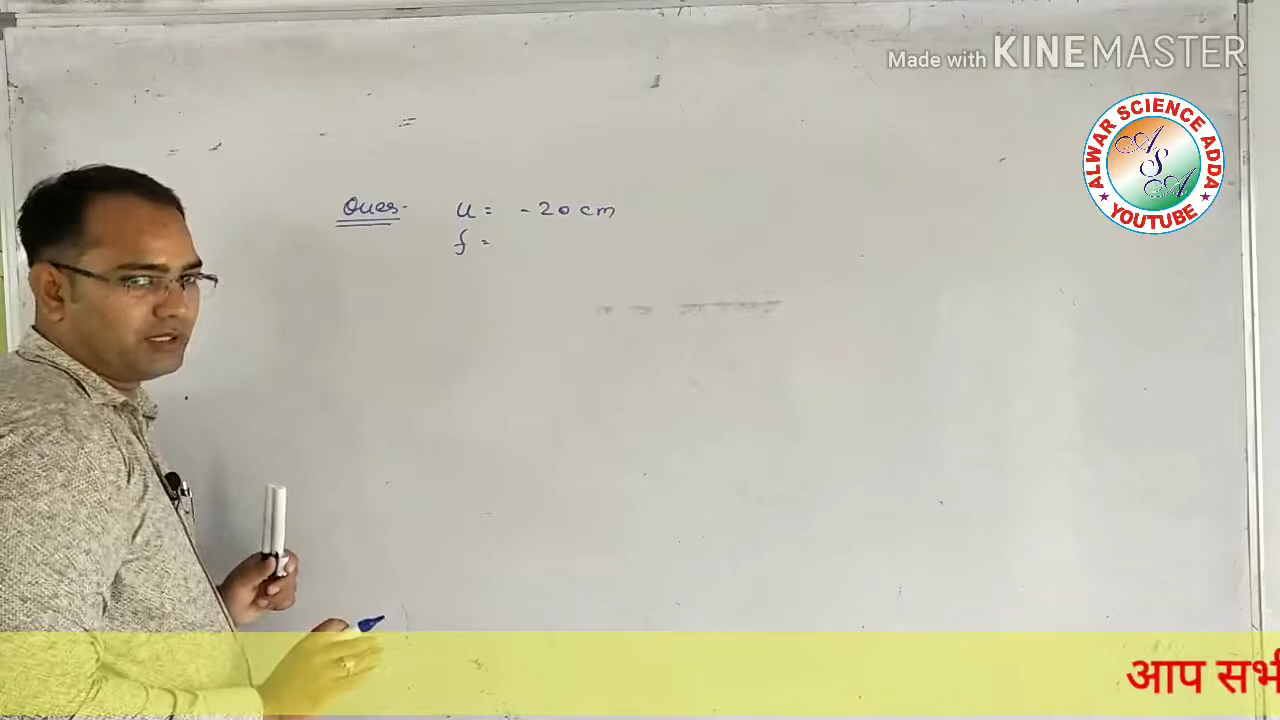 Made with KINEMASTER
ALWAR SCIENCE ADDA
ASA
YOUTUBE
Ques. u = - 20 cm
f =
आप सभी